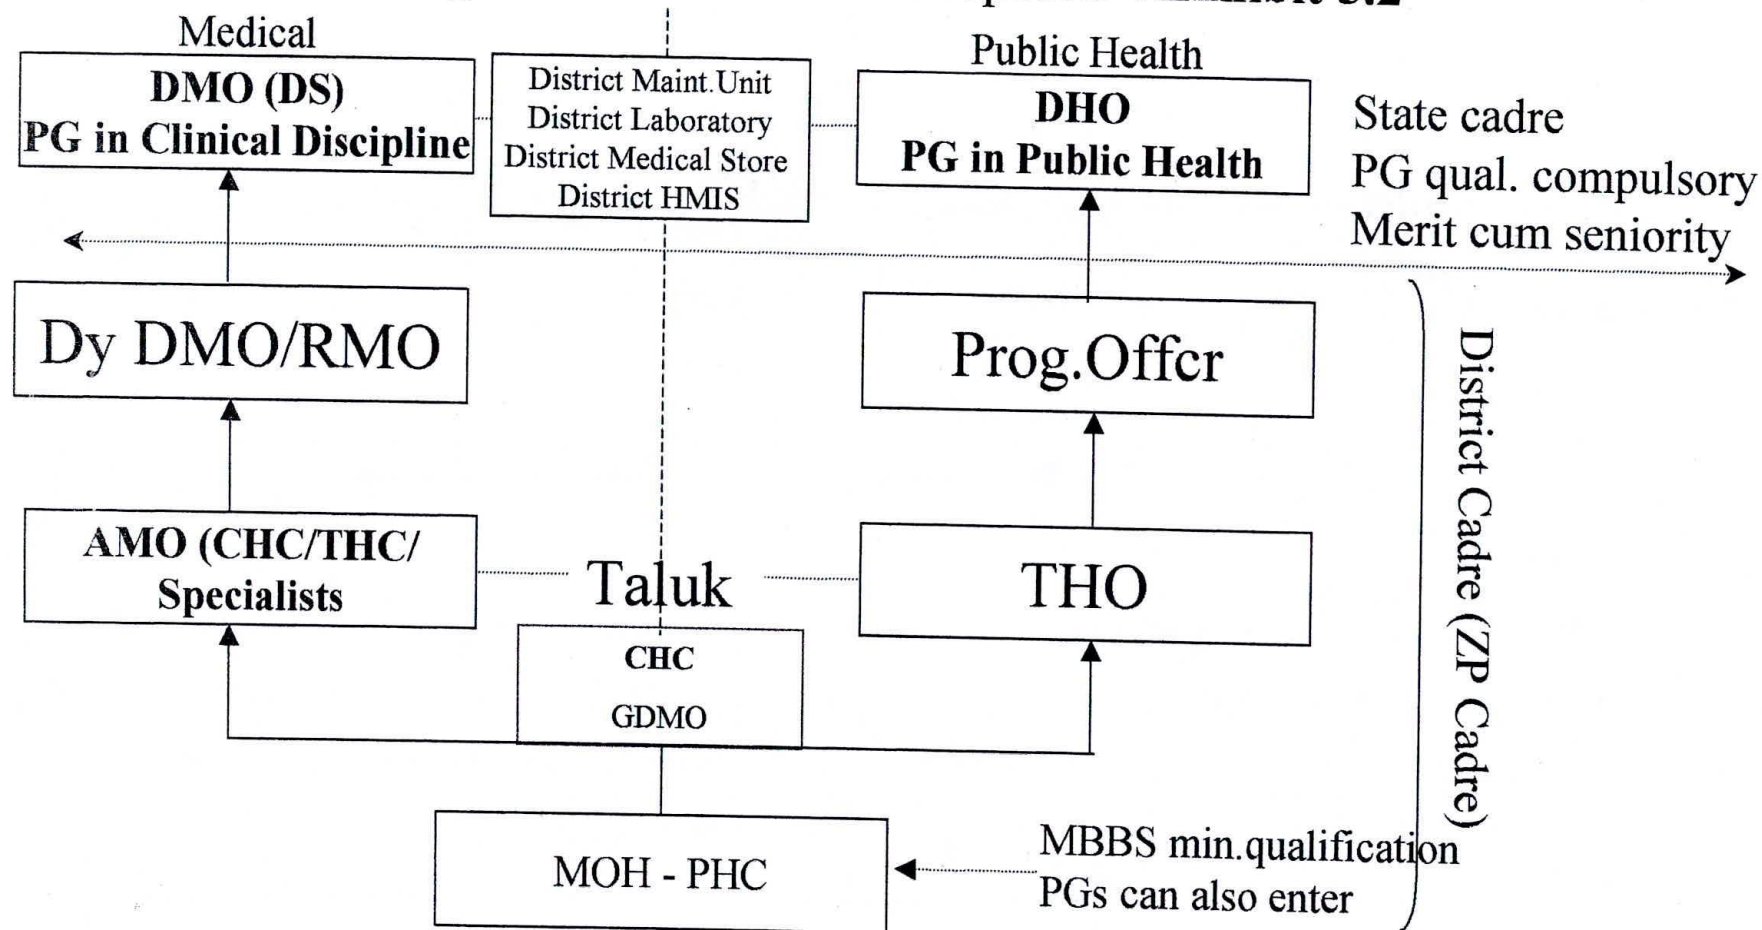 Medical
DMO (DS)
PG in Clinical Discipline
District Maint.Unit
District Laboratory
District Medical Store
District HMIS
Public Health
DHO
PG in Public Health
State cadre
PG qual. compulsory
Merit cum seniority
Dy DMO/RMO
Prog.Offcr
AMO (CHC/THC/
Specialists
Taluk
THO
CHC
GDMO
District Cadre (ZP Cadre)
MOH - PHC
MBBS min.qualification
PGs can also enter